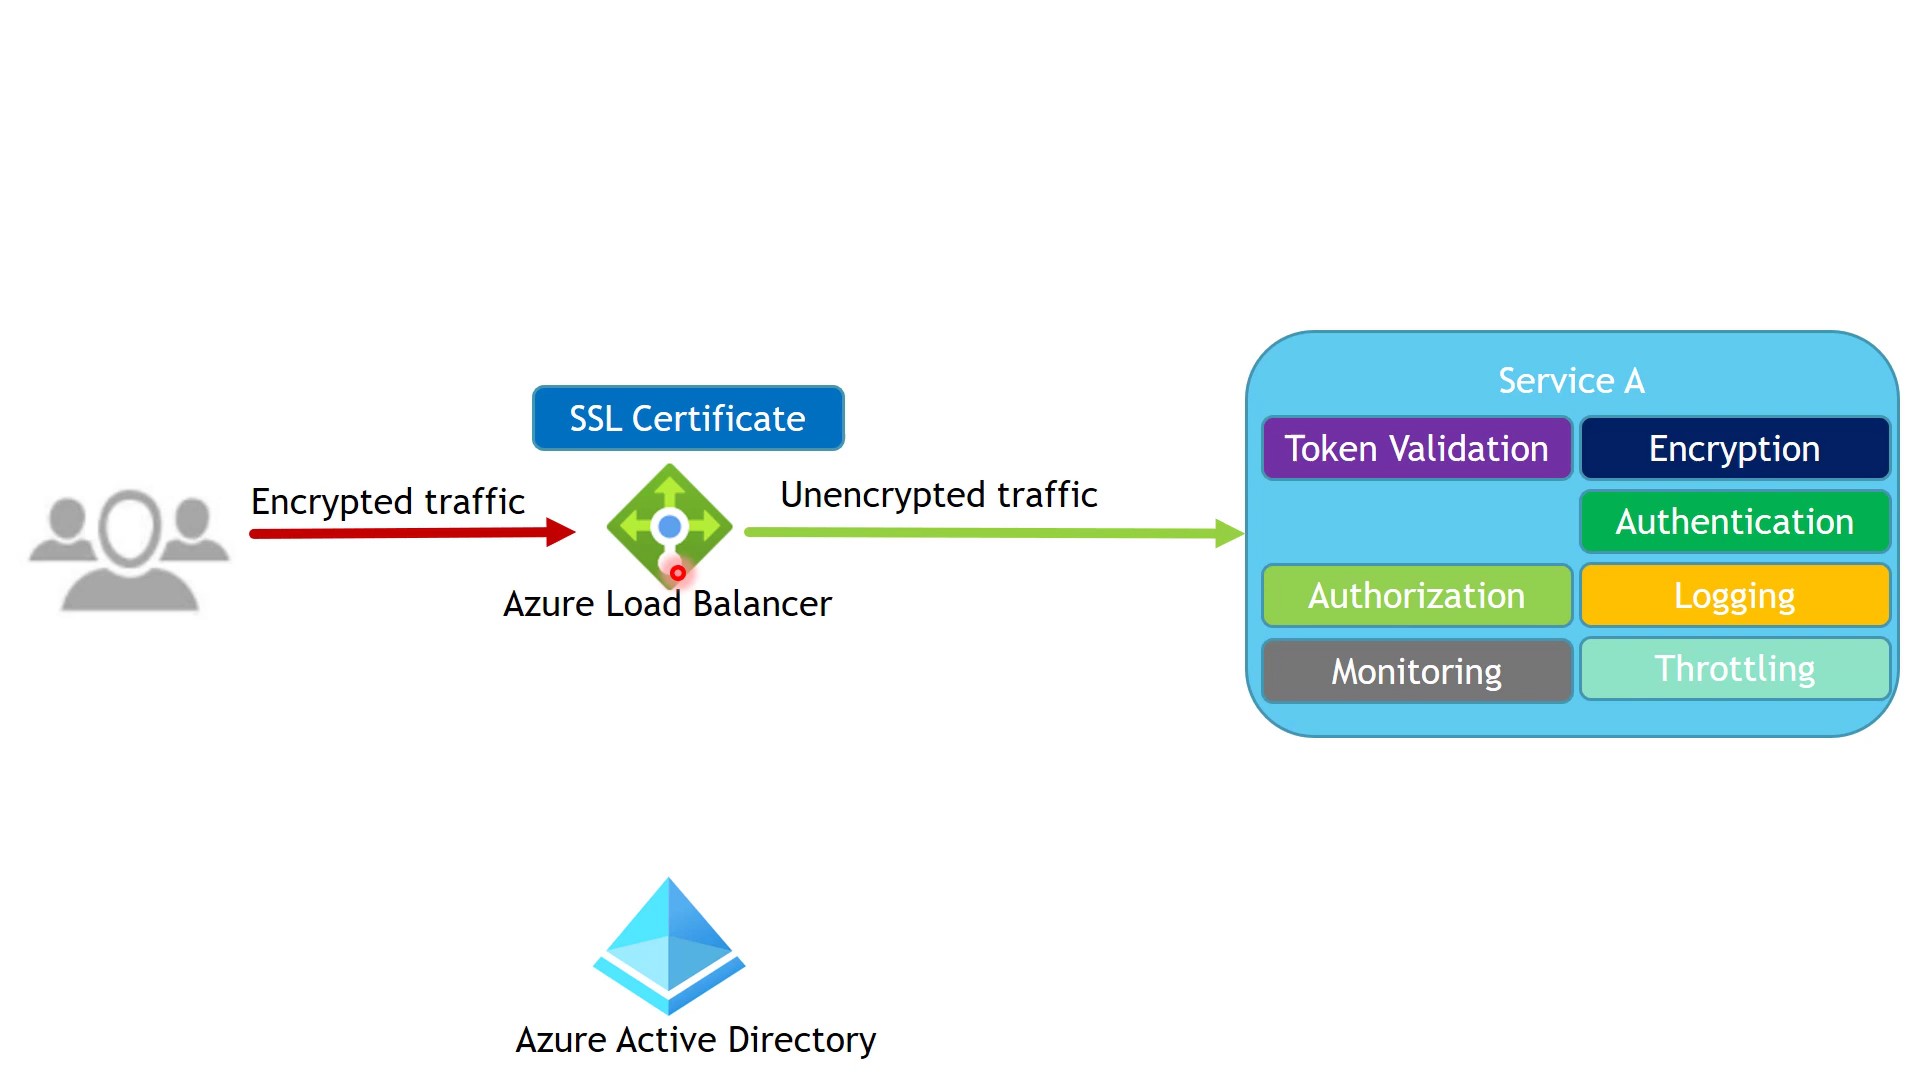 Service A
SSL Certificate
Token Validation
Encryption
Encrypted traffic
Unencrypted traffic
Authentication
Azure Load Balancer
Authorization
Logging
Monitoring
Throttling
Azure Active Directory